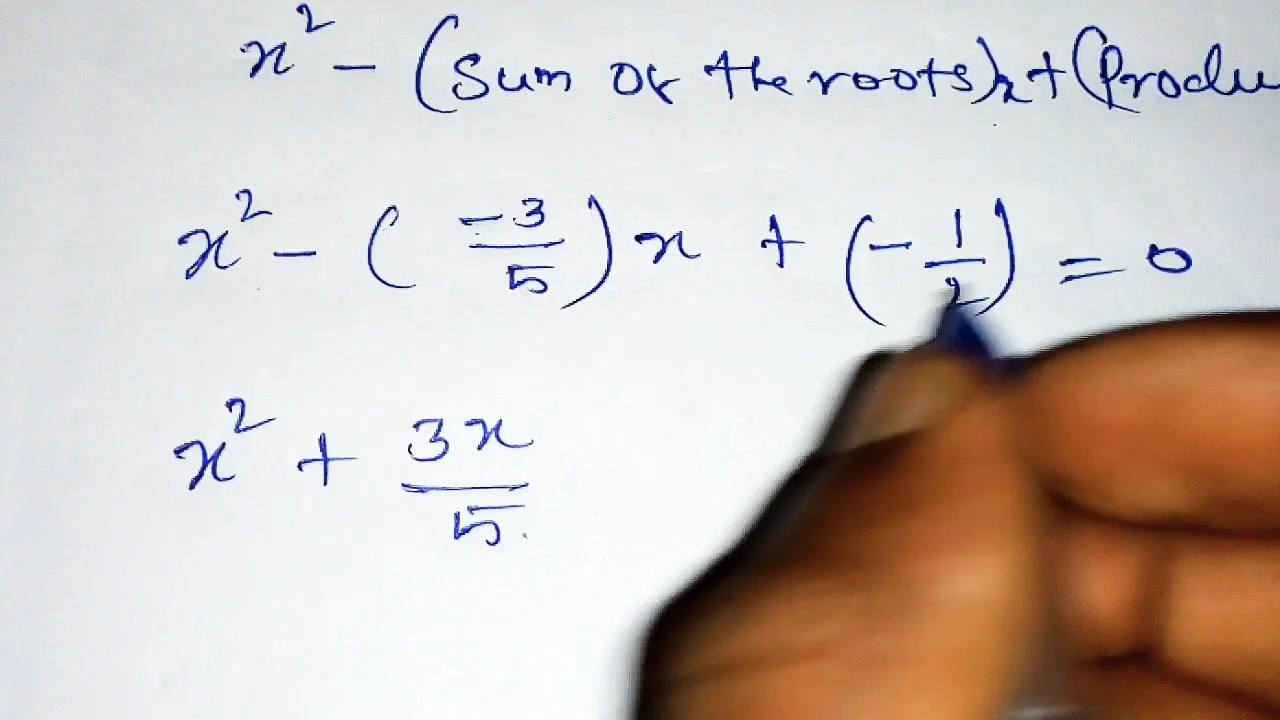 x² - (Sum of the roots)x + (Produ
x² - (-3/5)x + (-1/2) = 0
x² + 3x/5